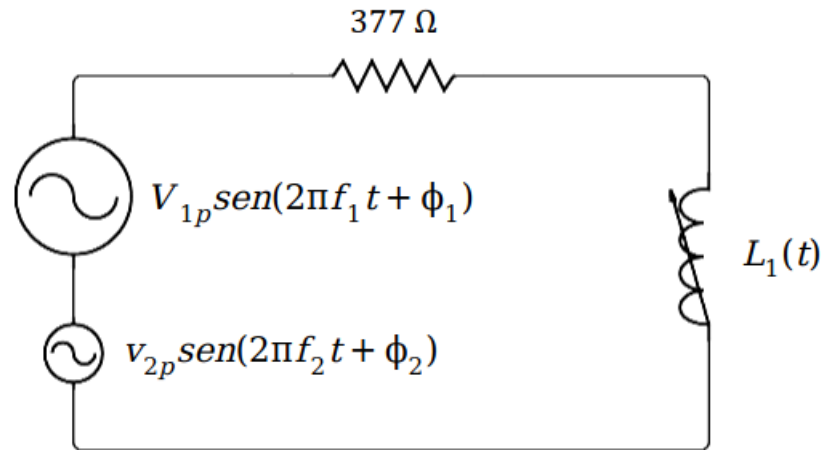 377 Ω
V₁ₚsen(2πf₁t + ϕ₁)
L₁(t)
v₂ₚsen(2πf₂t + ϕ₂)